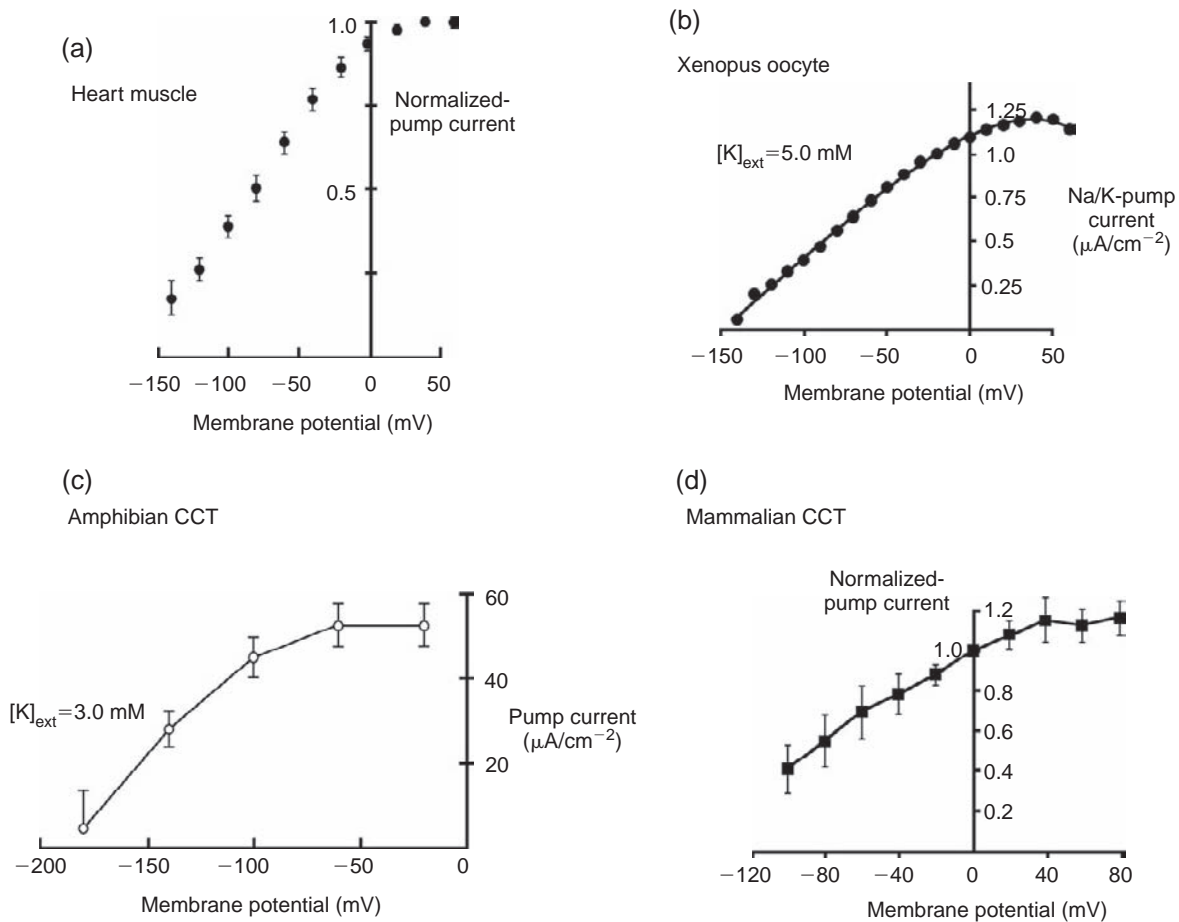 (a)
Heart muscle
1.0
Normalized-
pump current
0.5
−150 −100 −50 0 50
Membrane potential (mV)
(b)
Xenopus oocyte
[K]ext=5.0 mM
1.25
1.0
0.75
0.5
0.25
Na/K-pump
current
(μA/cm−2)
−150 −100 −50 0 50
Membrane potential (mV)
(c)
Amphibian CCT
[K]ext=3.0 mM
60
40
20
Pump current
(μA/cm−2)
−200 −150 −100 −50 0
Membrane potential (mV)
(d)
Mammalian CCT
Normalized-
pump current
1.2
1.0
0.8
0.6
0.4
0.2
−120 −80 −40 0 40 80
Membrane potential (mV)